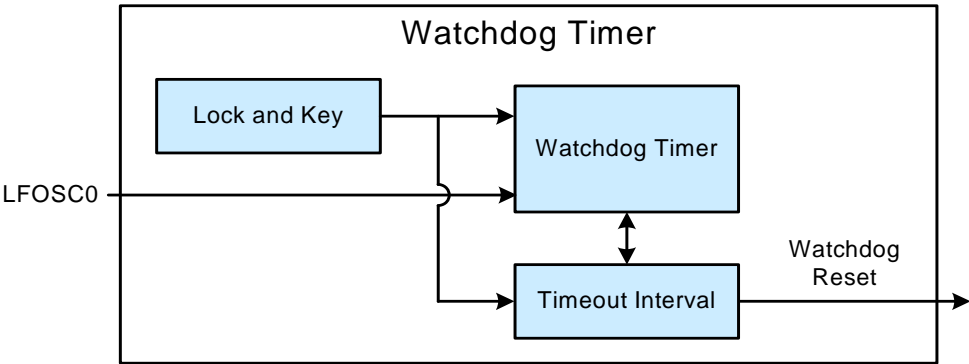 Watchdog Timer
Lock and Key
Watchdog Timer
LFOSC0
Watchdog
Reset
Timeout Interval